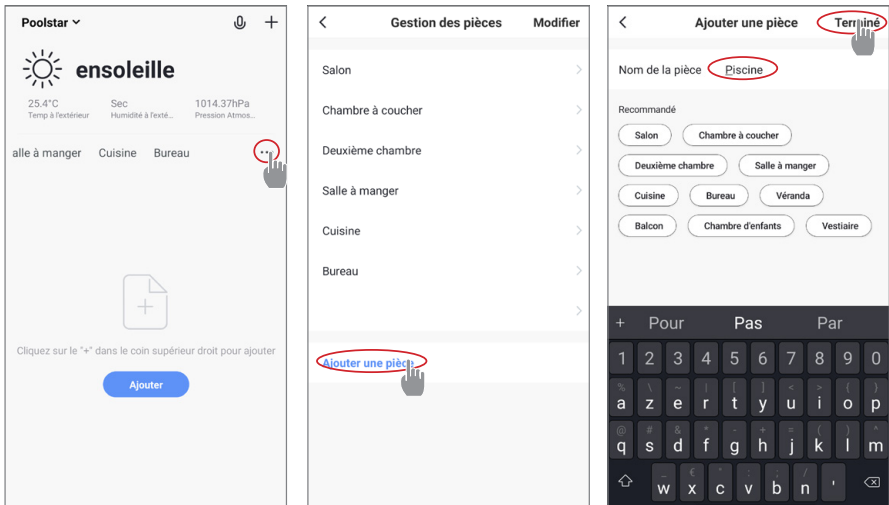 Poolstar
ensoleille
25.4°C Sec 1014.37hPa
Temp à l'extérieur Humidité à l'exté... Pression Atmos...
alle à manger Cuisine Bureau ...
Cliquez sur le "+" dans le coin supérieur droit pour ajouter
Ajouter
Gestion des pièces Modifier
Salon
Chambre à coucher
Deuxième chambre
Salle à manger
Cuisine
Bureau
Ajouter une pièce
Ajouter une pièce Terminé
Nom de la pièce Piscine
Recommandé
Salon Chambre à coucher
Deuxième chambre Salle à manger
Cuisine Bureau Véranda
Balcon Chambre d'enfants Vestiaire
+ Pour Pas Par
1 2 3 4 5 6 7 8 9 0
% \ ~ | [ ] < > { }
a z e r t y u i o p
@ # & * - + = ( ) ^
q s d f g h j k l m
_ € " ' : ; /
w x c v b n '